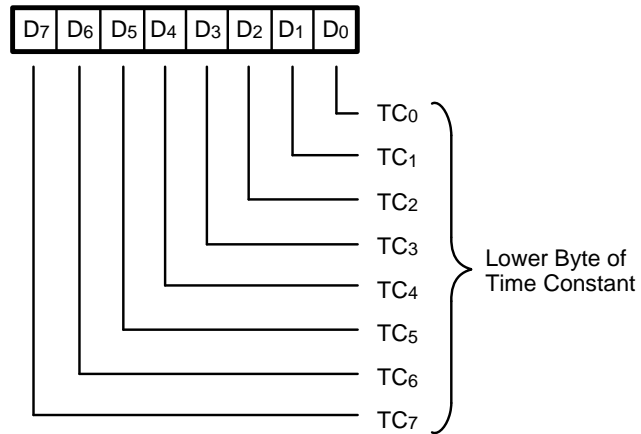 D7 D6 D5 D4 D3 D2 D1 D0
TC0
TC1
TC2
TC3
TC4
TC5
TC6
TC7
Lower Byte of
Time Constant